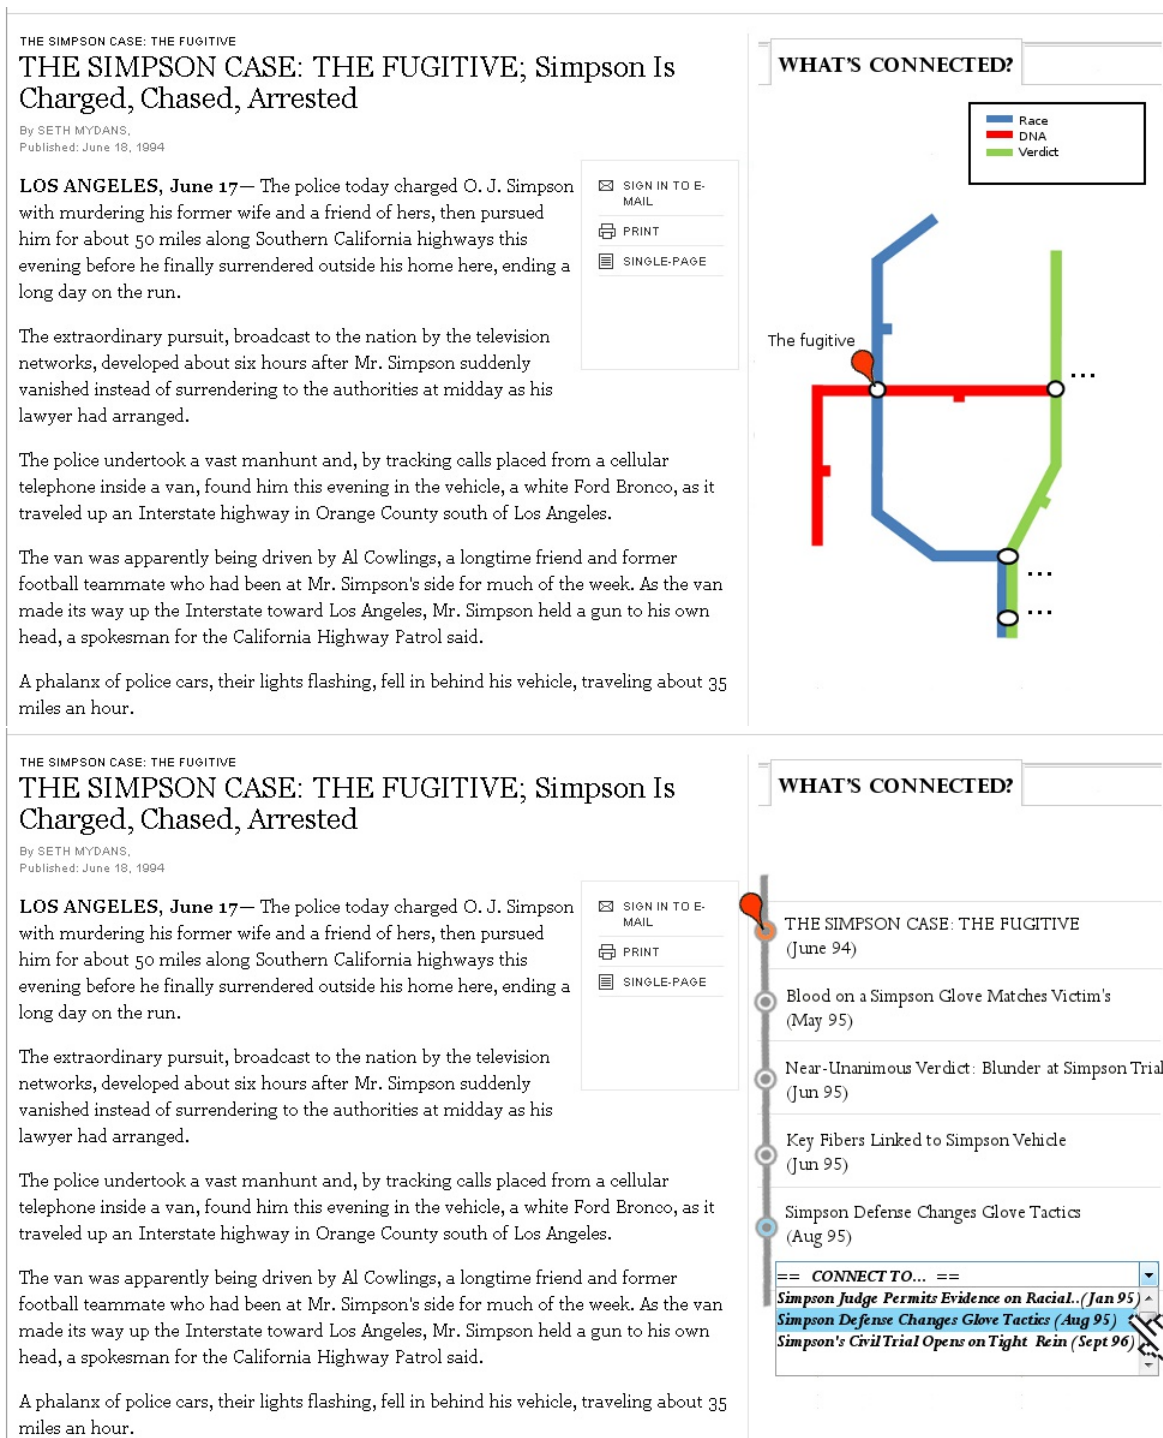 THE SIMPSON CASE: THE FUGITIVE
THE SIMPSON CASE: THE FUGITIVE; Simpson Is
Charged, Chased, Arrested
By SETH MYDANS,
Published: June 18, 1994
LOS ANGELES, June 17— The police today charged O. J. Simpson
with murdering his former wife and a friend of hers, then pursued
him for about 50 miles along Southern California highways this
evening before he finally surrendered outside his home here, ending a
long day on the run.
The extraordinary pursuit, broadcast to the nation by the television
networks, developed about six hours after Mr. Simpson suddenly
vanished instead of surrendering to the authorities at midday as his
lawyer had arranged.
The police undertook a vast manhunt and, by tracking calls placed from a cellular
telephone inside a van, found him this evening in the vehicle, a white Ford Bronco, as it
traveled up an Interstate highway in Orange County south of Los Angeles.
The van was apparently being driven by Al Cowlings, a longtime friend and former
football teammate who had been at Mr. Simpson's side for much of the week. As the van
made its way up the Interstate toward Los Angeles, Mr. Simpson held a gun to his own
head, a spokesman for the California Highway Patrol said.
A phalanx of police cars, their lights flashing, fell in behind his vehicle, traveling about 35
miles an hour.
SIGN IN TO E-
MAIL
PRINT
SINGLE-PAGE
WHAT'S CONNECTED?
Race
DNA
Verdict
The fugitive
...
...
...
THE SIMPSON CASE: THE FUGITIVE
THE SIMPSON CASE: THE FUGITIVE; Simpson Is
Charged, Chased, Arrested
By SETH MYDANS,
Published: June 18, 1994
LOS ANGELES, June 17— The police today charged O. J. Simpson
with murdering his former wife and a friend of hers, then pursued
him for about 50 miles along Southern California highways this
evening before he finally surrendered outside his home here, ending a
long day on the run.
The extraordinary pursuit, broadcast to the nation by the television
networks, developed about six hours after Mr. Simpson suddenly
vanished instead of surrendering to the authorities at midday as his
lawyer had arranged.
The police undertook a vast manhunt and, by tracking calls placed from a cellular
telephone inside a van, found him this evening in the vehicle, a white Ford Bronco, as it
traveled up an Interstate highway in Orange County south of Los Angeles.
The van was apparently being driven by Al Cowlings, a longtime friend and former
football teammate who had been at Mr. Simpson's side for much of the week. As the van
made its way up the Interstate toward Los Angeles, Mr. Simpson held a gun to his own
head, a spokesman for the California Highway Patrol said.
A phalanx of police cars, their lights flashing, fell in behind his vehicle, traveling about 35
miles an hour.
SIGN IN TO E-
MAIL
PRINT
SINGLE-PAGE
WHAT'S CONNECTED?
THE SIMPSON CASE: THE FUGITIVE
(June 94)
Blood on a Simpson Glove Matches Victim's
(May 95)
Near-Unanimous Verdict: Blunder at Simpson Trial
(Jun 95)
Key Fibers Linked to Simpson Vehicle
(Jun 95)
Simpson Defense Changes Glove Tactics
(Aug 95)
== CONNECT TO... ==
Simpson Judge Permits Evidence on Racial..(Jan 95)
Simpson Defense Changes Glove Tactics (Aug 95)
Simpson's Civil Trial Opens on Tight Rein (Sept 96)